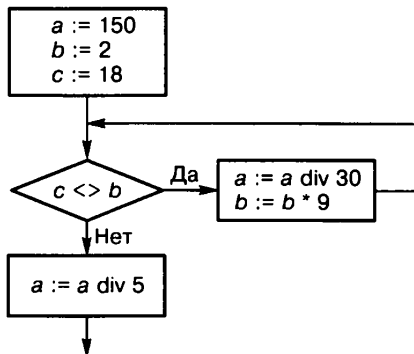 a := 150
b := 2
c := 18
c <> b
Да
a := a div 30
b := b * 9
Нет
a := a div 5